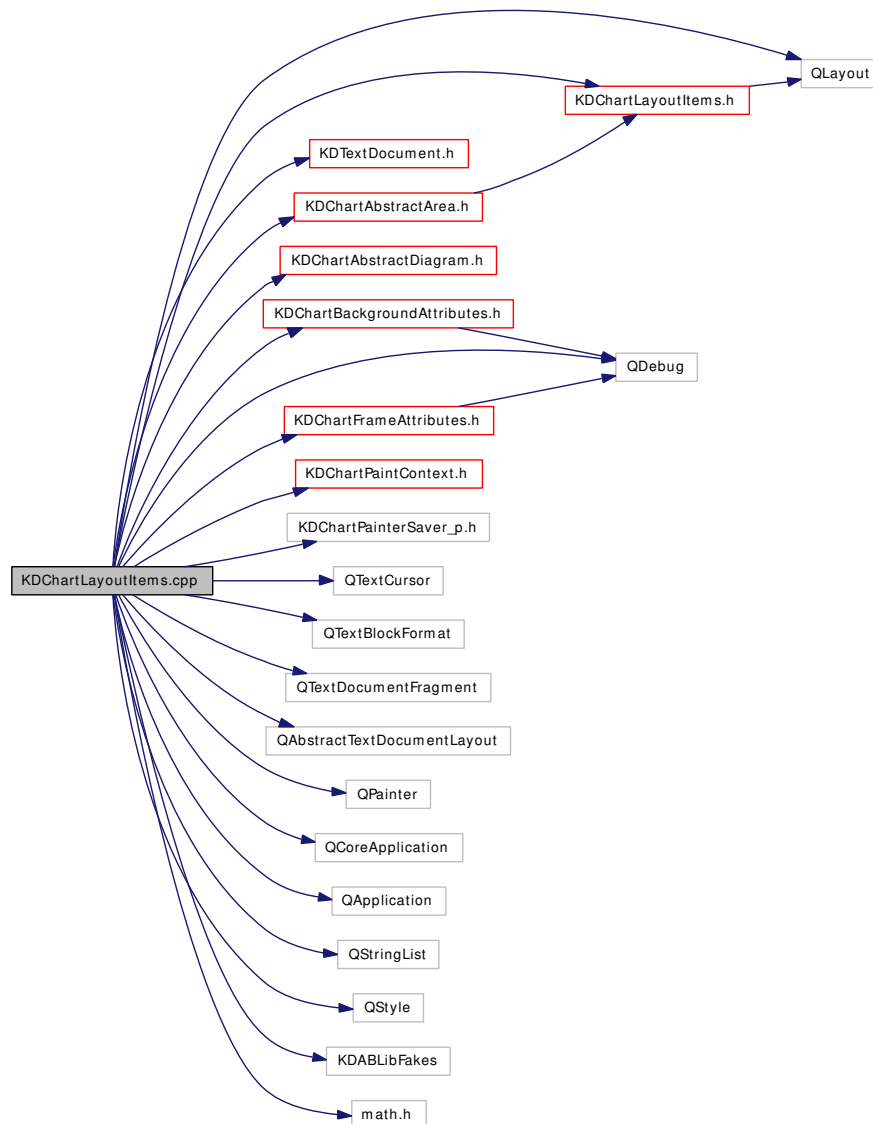 QLayout
KDChartLayoutItems.h
KDTextDocument.h
KDChartAbstractArea.h
KDChartAbstractDiagram.h
KDChartBackgroundAttributes.h
QDebug
KDChartFrameAttributes.h
KDChartPaintContext.h
KDChartPainterSaver_p.h
KDChartLayoutItems.cpp
QTextCursor
QTextBlockFormat
QTextDocumentFragment
QAbstractTextDocumentLayout
QPainter
QCoreApplication
QApplication
QStringList
QStyle
KDABLibFakes
math.h